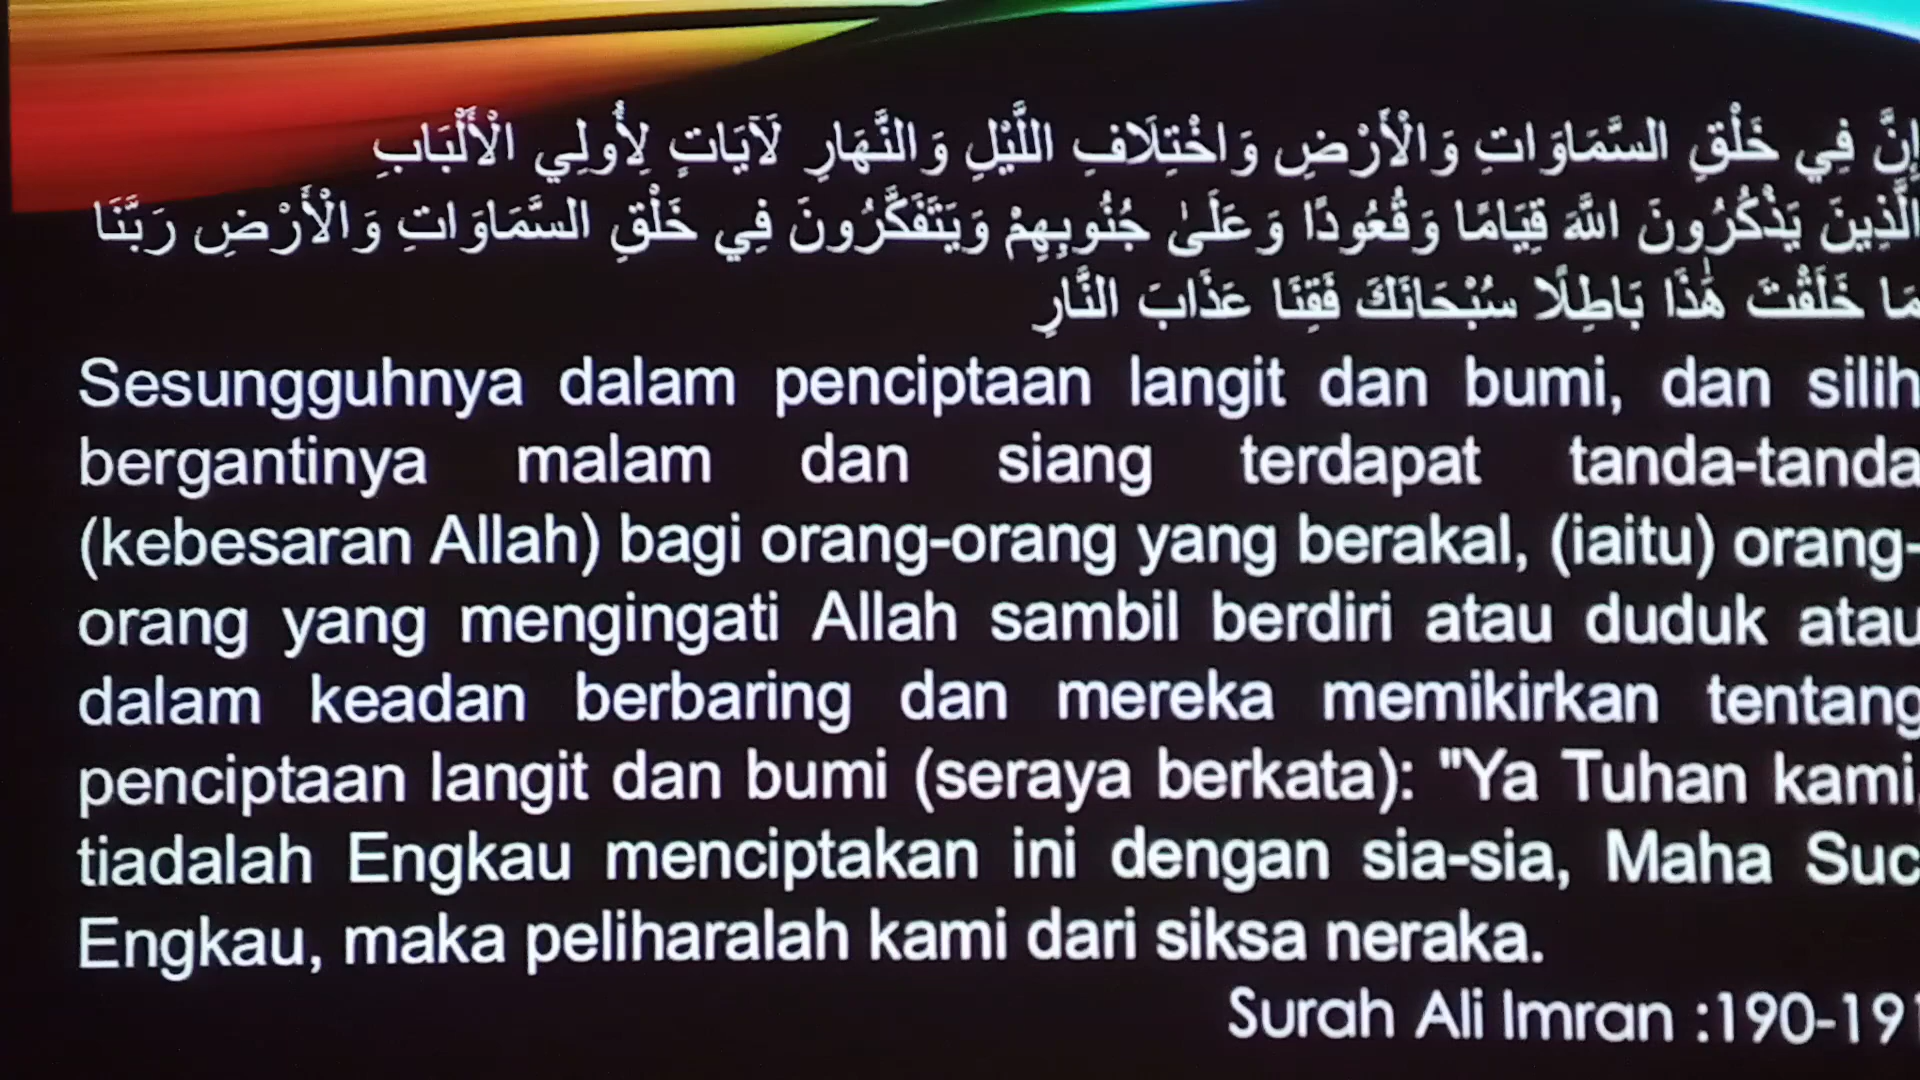 إِنَّ فِي خَلْقِ السَّمَاوَاتِ وَالْأَرْضِ وَاخْتِلَافِ اللَّيْلِ وَالنَّهَارِ لَآيَاتٍ لِأُولِي الْأَلْبَابِ
الَّذِينَ يَذْكُرُونَ اللَّهَ قِيَامًا وَقُعُودًا وَعَلَىٰ جُنُوبِهِمْ وَيَتَفَكَّرُونَ فِي خَلْقِ السَّمَاوَاتِ وَالْأَرْضِ رَبَّنَا
مَا خَلَقْتَ هَٰذَا بَاطِلًا سُبْحَانَكَ فَقِنَا عَذَابَ النَّارِ
Sesungguhnya dalam penciptaan langit dan bumi, dan silih
bergantinya malam dan siang terdapat tanda-tanda
(kebesaran Allah) bagi orang-orang yang berakal, (iaitu) orang-
orang yang mengingati Allah sambil berdiri atau duduk atau
dalam keadan berbaring dan mereka memikirkan tentang
penciptaan langit dan bumi (seraya berkata): "Ya Tuhan kami,
tiadalah Engkau menciptakan ini dengan sia-sia, Maha Suc
Engkau, maka peliharalah kami dari siksa neraka.
Surah Ali Imran :190-191